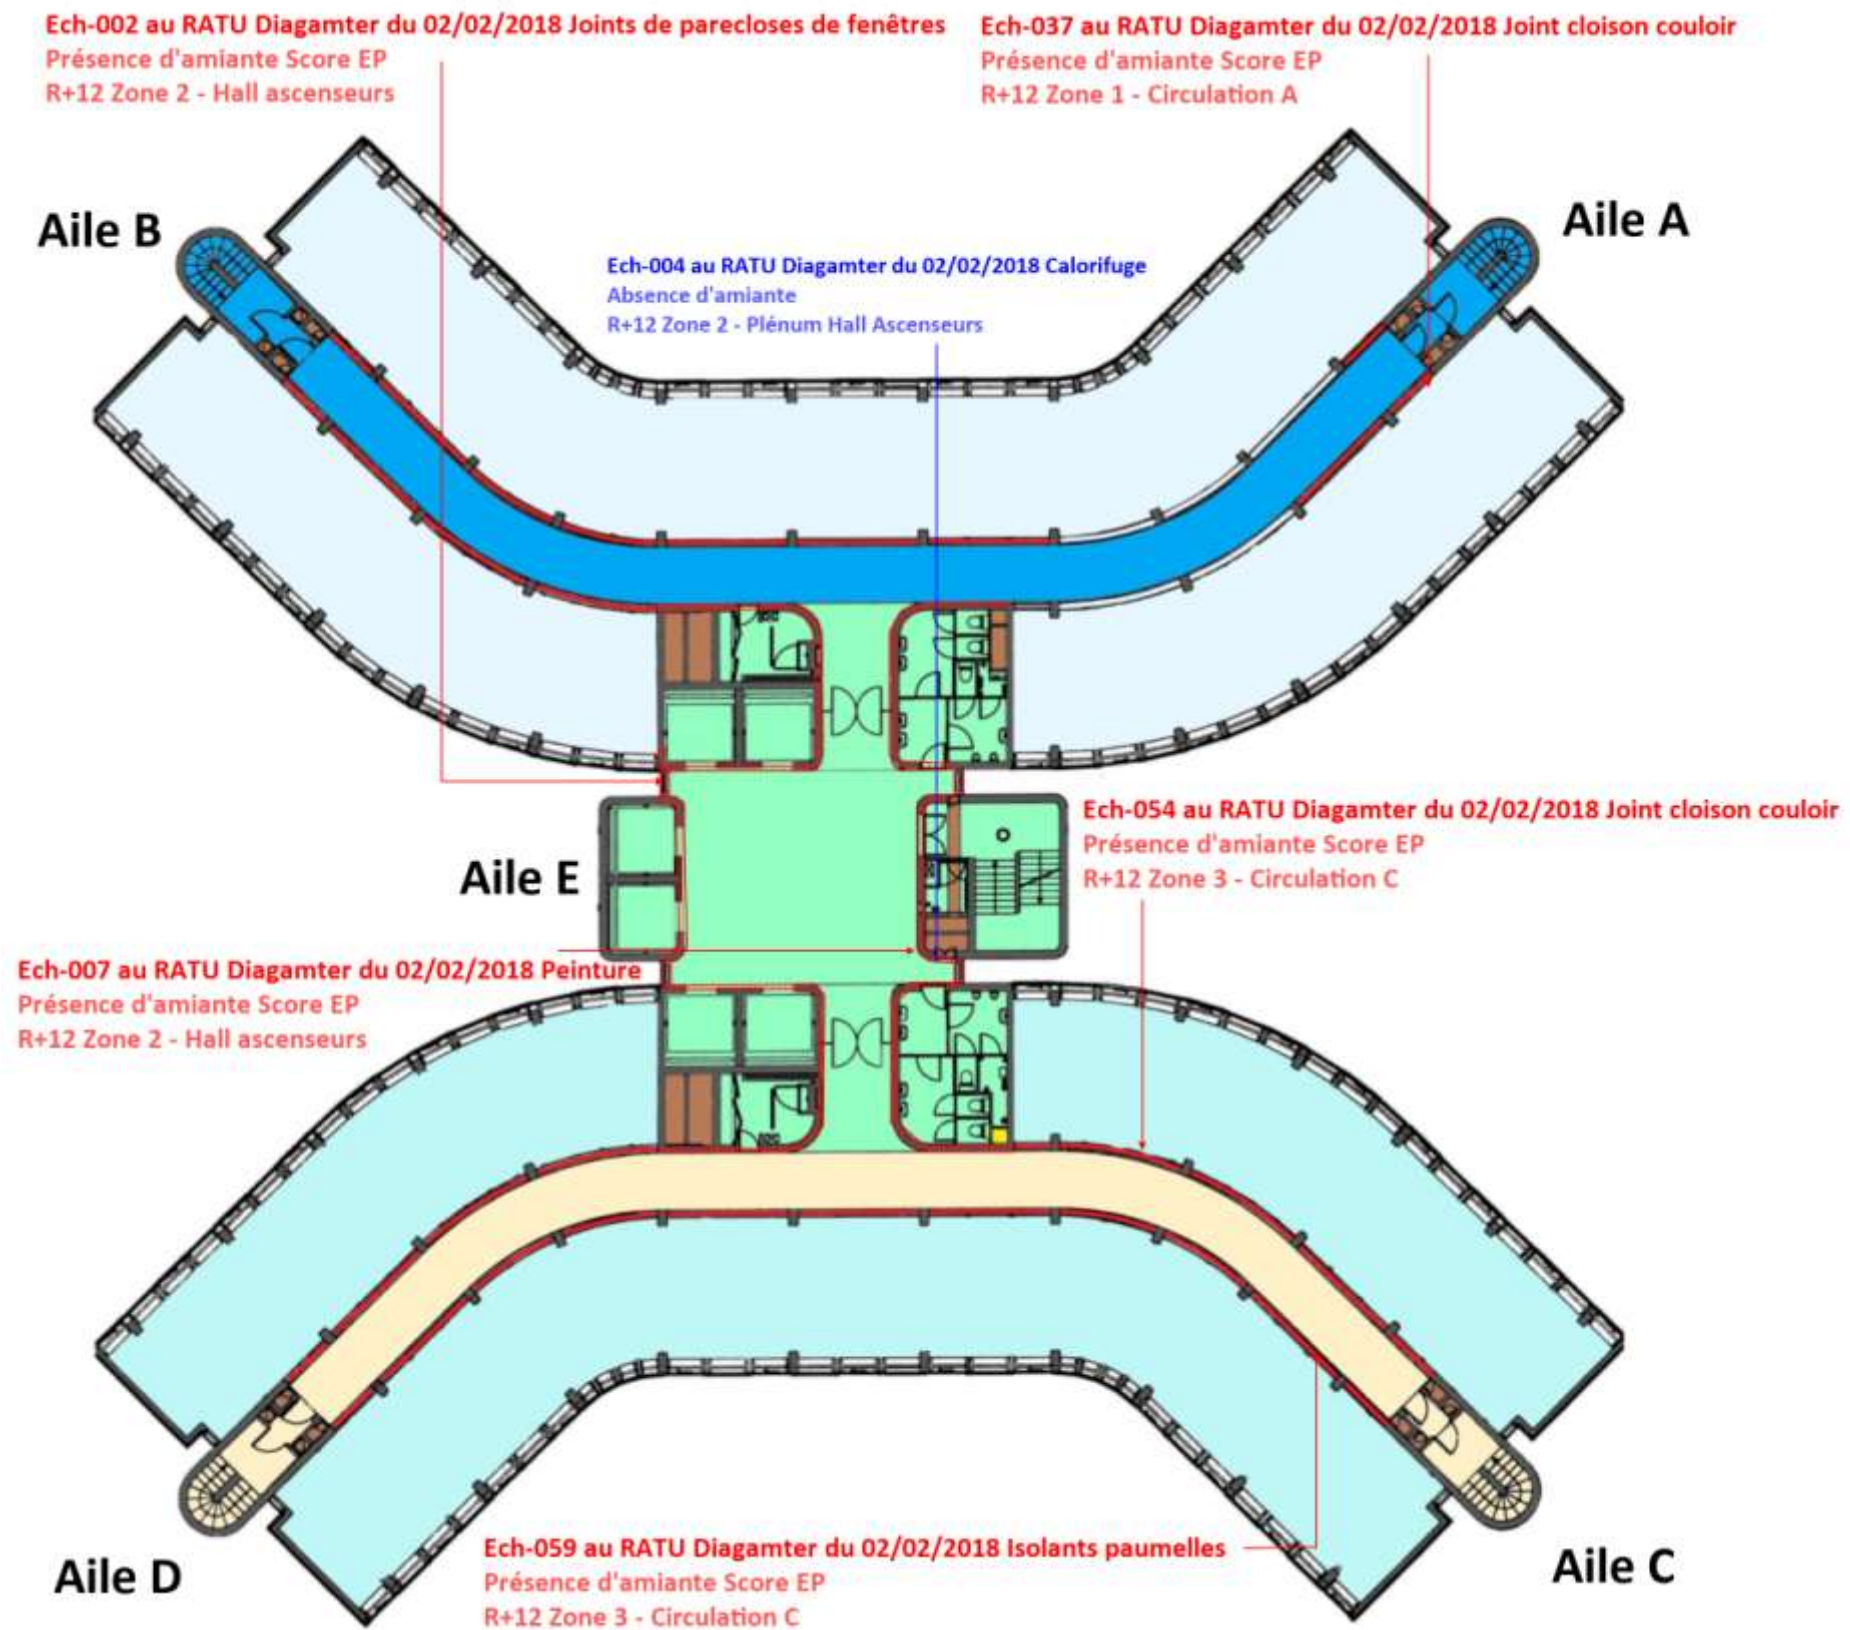 Ech-002 au RATU Diagamter du 02/02/2018 Joints de parecloses de fenêtres
Présence d'amiante Score EP
R+12 Zone 2 - Hall ascenseurs
Ech-037 au RATU Diagamter du 02/02/2018 Joint cloison couloir
Présence d'amiante Score EP
R+12 Zone 1 - Circulation A
Aile B
Aile A
Ech-004 au RATU Diagamter du 02/02/2018 Calorifuge
Absence d'amiante
R+12 Zone 2 - Plénum Hall Ascenseurs
Ech-054 au RATU Diagamter du 02/02/2018 Joint cloison couloir
Présence d'amiante Score EP
R+12 Zone 3 - Circulation C
Aile E
Ech-007 au RATU Diagamter du 02/02/2018 Peinture
Présence d'amiante Score EP
R+12 Zone 2 - Hall ascenseurs
Ech-059 au RATU Diagamter du 02/02/2018 Isolants paumelles
Présence d'amiante Score EP
R+12 Zone 3 - Circulation C
Aile D
Aile C